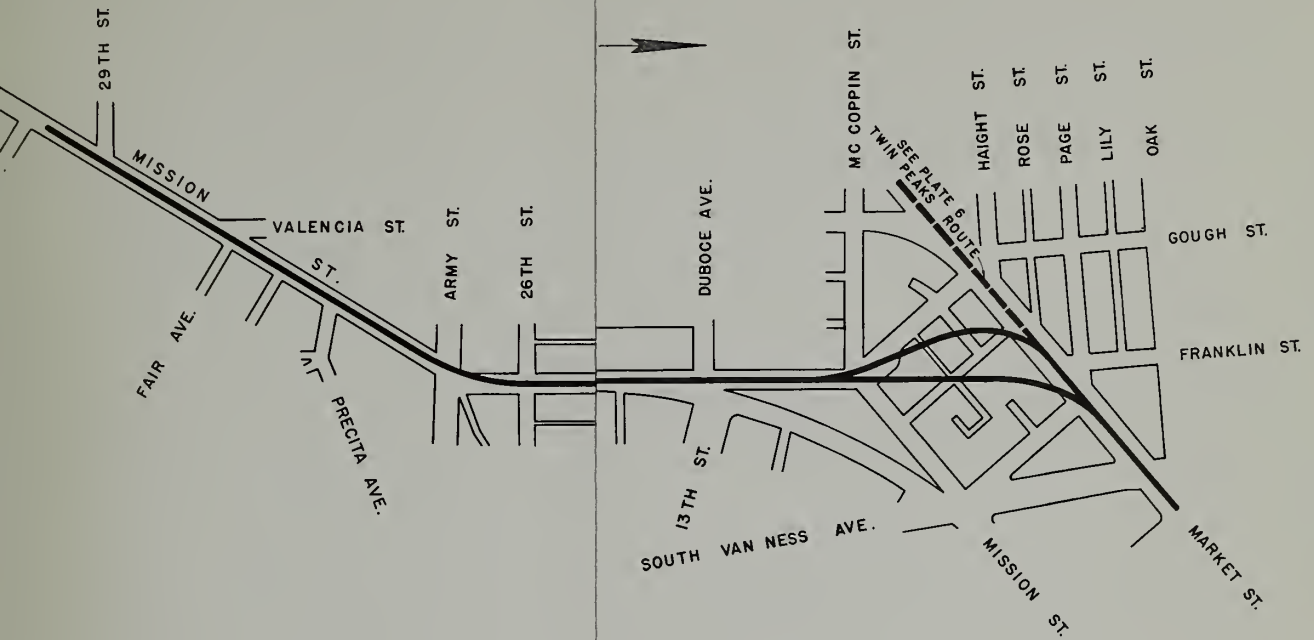 29TH ST.
MISSION ST.
VALENCIA ST.
FAIR AVE.
PRECITA AVE.
ARMY ST.
26TH ST.
DUBOCE AVE.
13TH ST.
SOUTH VAN NESS AVE.
MC COPPIN ST.
SEE PLATE 6
TWIN PEAKS ROUTE
HAIGHT ST.
ROSE ST.
PAGE ST.
LILY ST.
OAK ST.
GOUGH ST.
FRANKLIN ST.
MARKET ST.
MISSION ST.